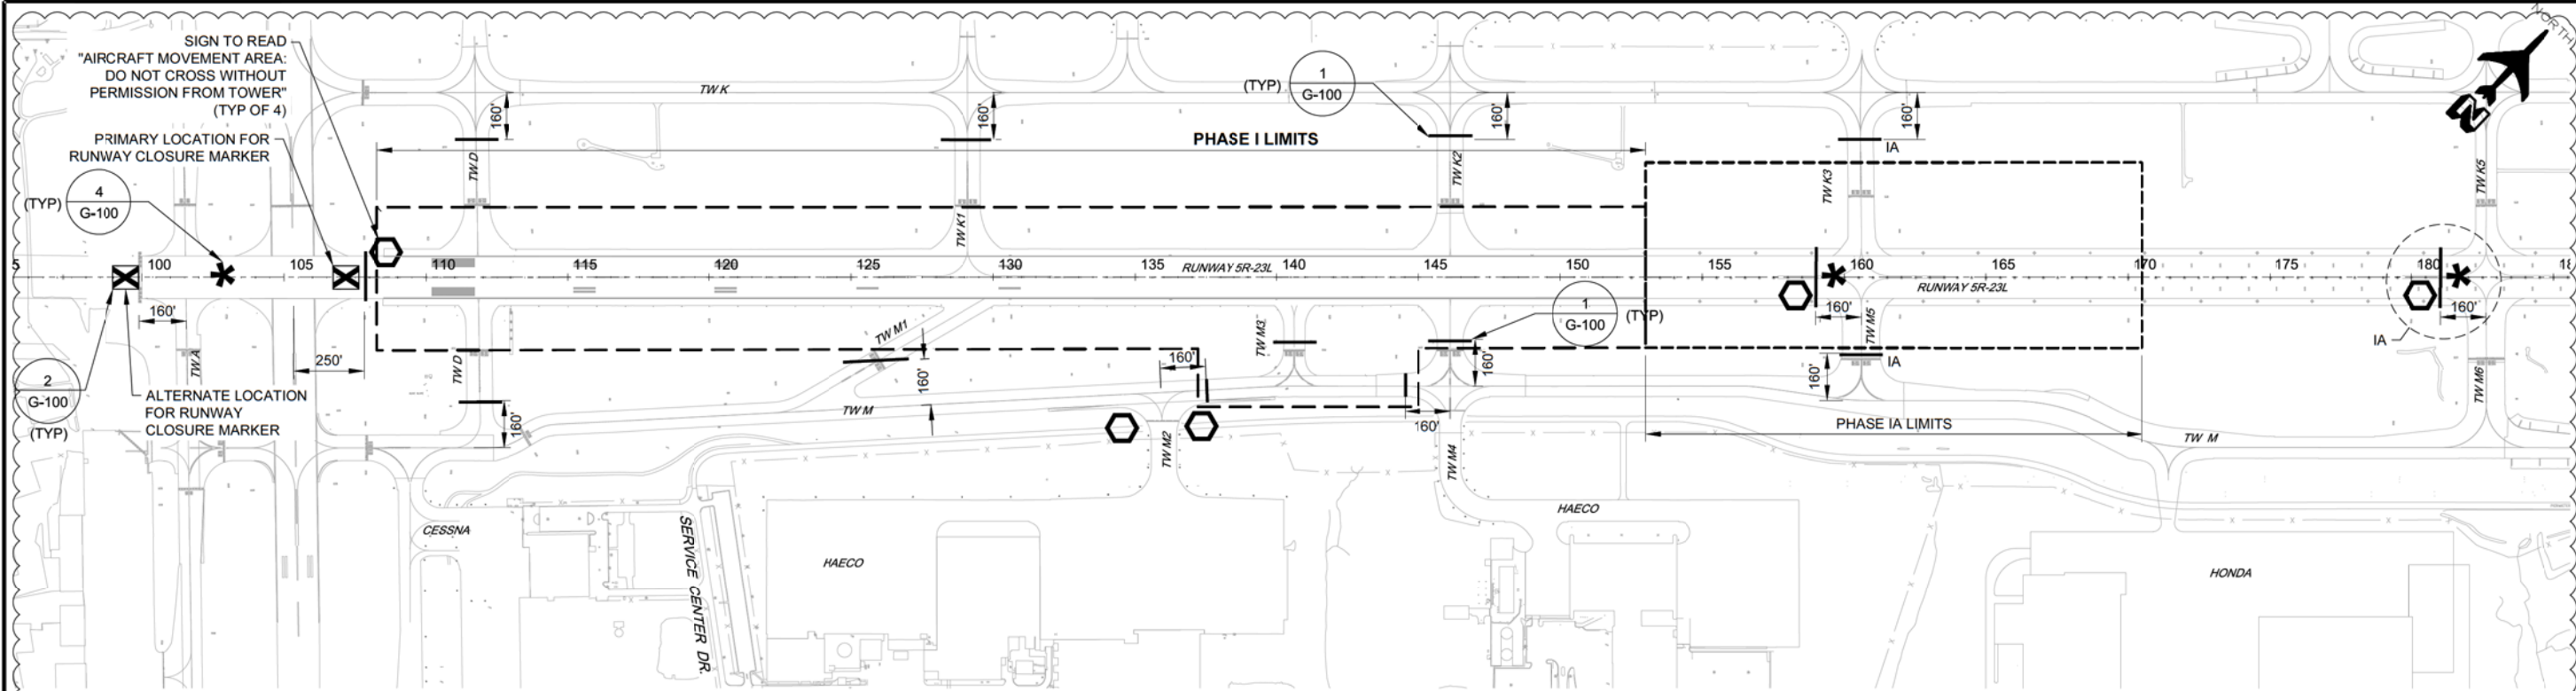 SIGN TO READ
"AIRCRAFT MOVEMENT AREA:
DO NOT CROSS WITHOUT
PERMISSION FROM TOWER"
(TYP OF 4)
PRIMARY LOCATION FOR
RUNWAY CLOSURE MARKER
4
(TYP)
G-100
TW K
160'
160'
(TYP)
1
G-100
160'
160'
NORTH
N
PHASE I LIMITS
IA
TW D
TW K1
TW K2
TW K3
TW K5
5
100
105
110
115
120
125
130
135
RUNWAY 5R-23L
140
145
150
155
160
165
170
175
180
RUNWAY 5R-23L
160'
TW A
250'
TW D
TW M1
TW M3
1
G-100
(TYP)
160'
TW M5
160'
IA
2
G-100
(TYP)
ALTERNATE LOCATION
FOR RUNWAY
CLOSURE MARKER
160'
160'
TW M
160'
160'
160'
160'
IA
TW M6
PHASE IA LIMITS
TW M
TW M2
TW M4
CESSNA
SERVICE CENTER DR.
HAECO
HAECO
HONDA